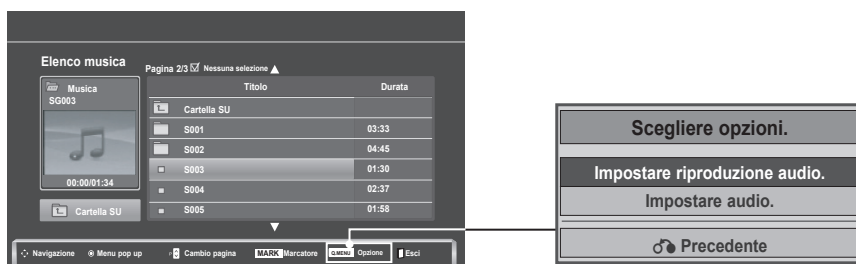 Elenco musica
Pagina 2/3 Nessuna selezione
Musica
SG003
00:00/01:34
Cartella SU
Titolo Durata
Cartella SU
S001 03:33
S002 04:45
S003 01:30
S004 02:37
S005 01:58
Navigazione Menu pop up P Cambio pagina MARK Marcatore Q.MENU Opzione Esci
Scegliere opzioni.
Impostare riproduzione audio.
Impostare audio.
Precedente